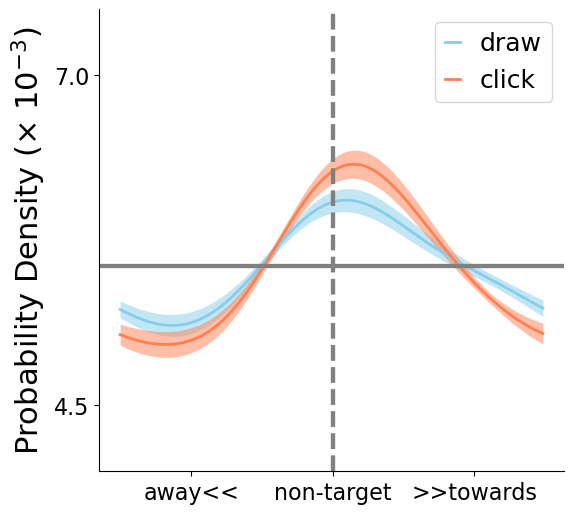 Probability Density (× 10⁻³)
7.0
4.5
draw
click
away<<
non-target
>>towards